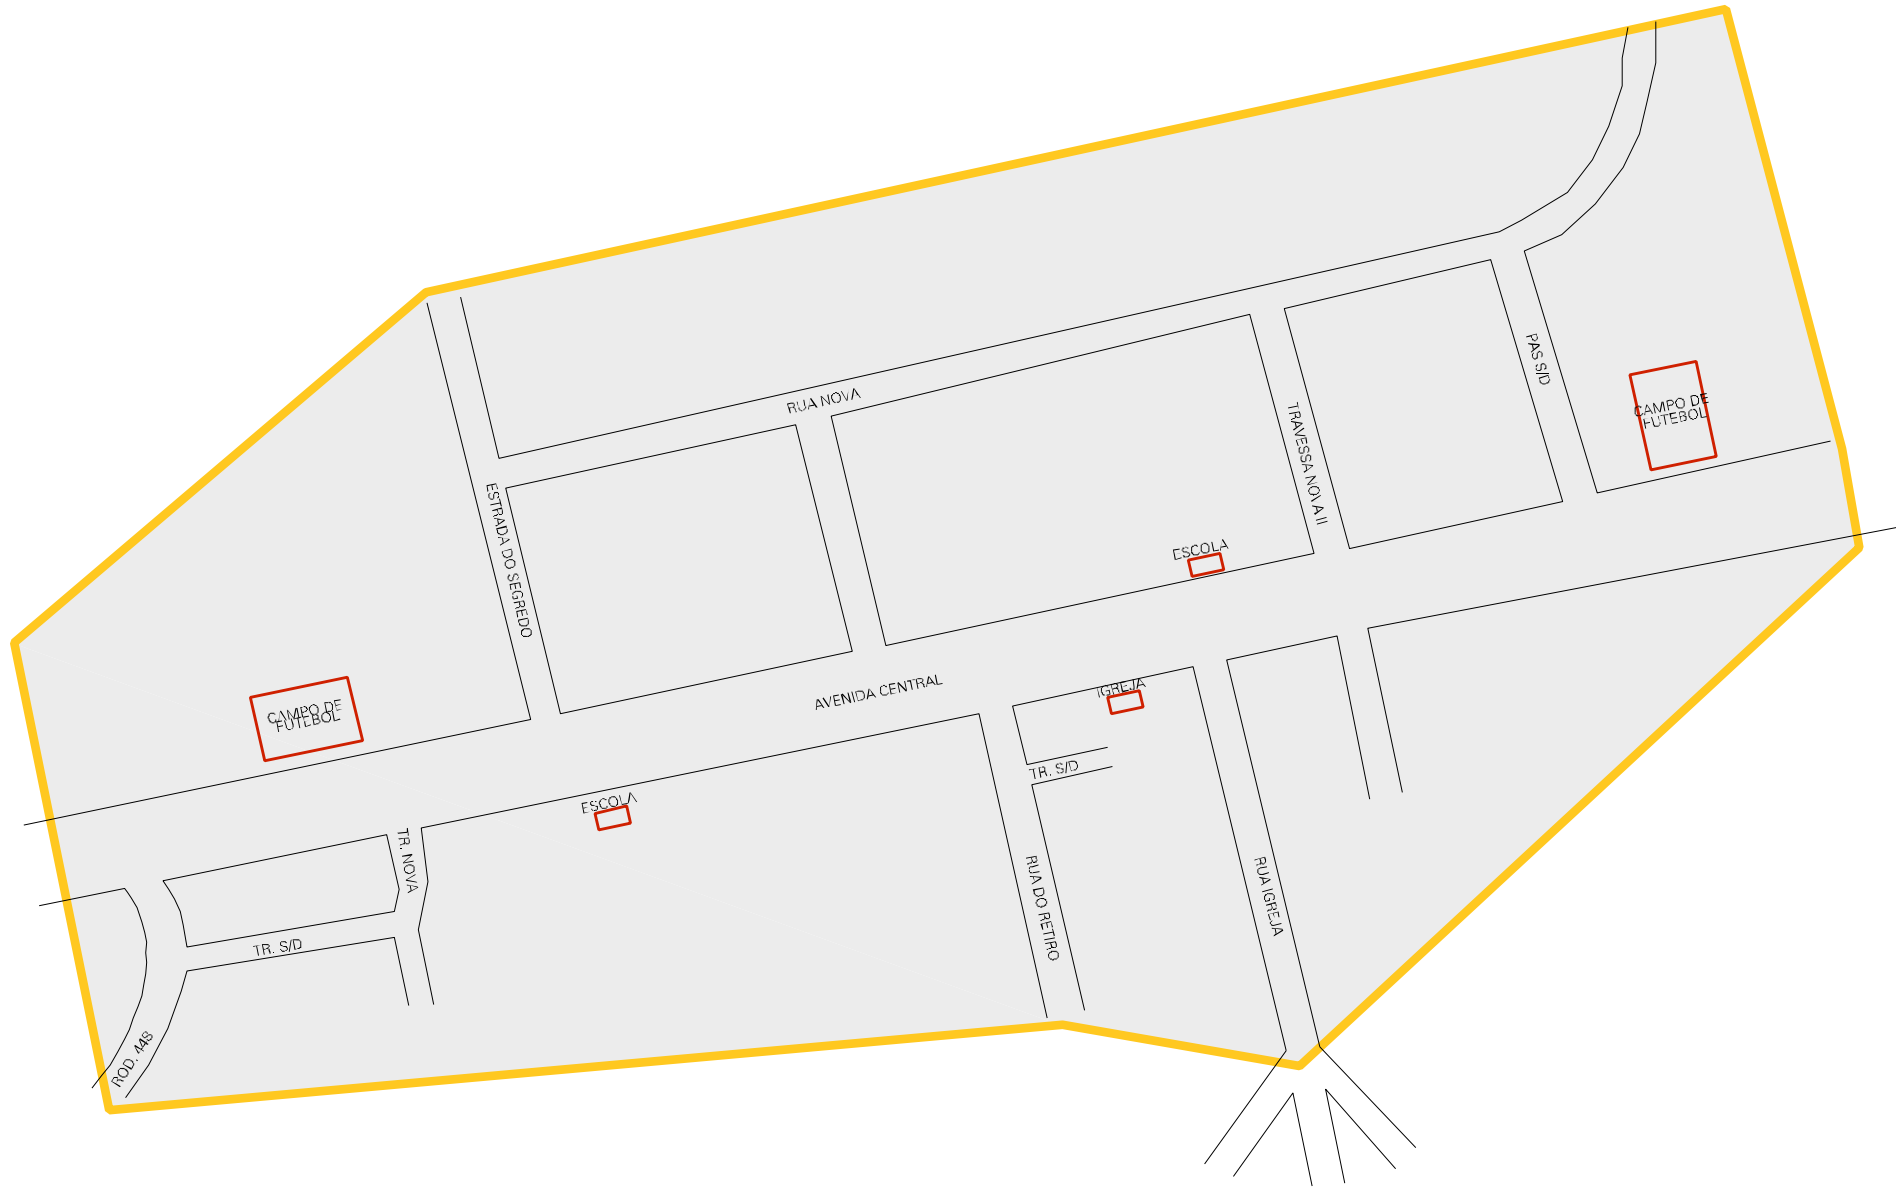 RUA NOVA
PAS S/D
CAMPO DE
FUTEBOL
TRAVESSA NOVA II
ESTRADA DO SEGREDO
ESCOLA
AVENIDA CENTRAL
IGREJA
CAMPO DE
FUTEBOL
TR. S/D
ESCOLA
TR. NOVA
RUA DO RETIRO
RUA IGREJA
TR. S/D
ROD. 448